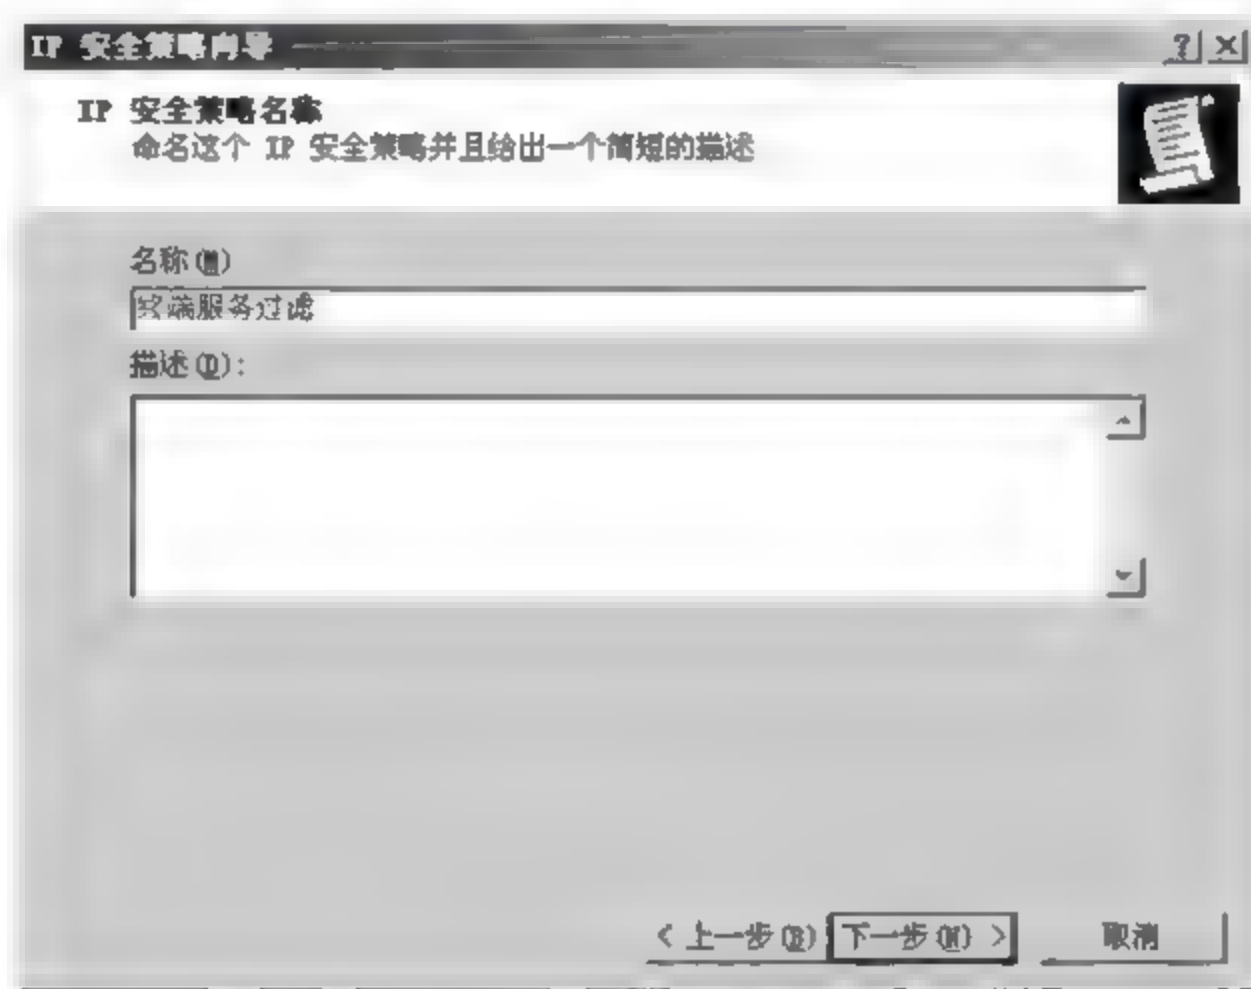 IP 安全策略向导
IP 安全策略名称
命名这个 IP 安全策略并且给出一个简短的描述
名称(M)
终端服务过滤
描述(D):
< 上一步(B) 下一步(N) > 取消